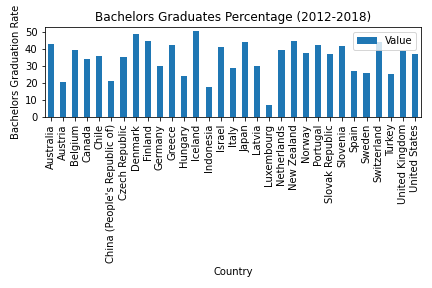 Bachelors Graduates Percentage (2012-2018)
Bachelors Graduation Rate
50
40
30
20
10
0
Value
Australia
Austria
Belgium
Canada
Chile
China (People's Republic of)
Czech Republic
Denmark
Finland
Germany
Greece
Hungary
Iceland
Indonesia
Israel
Italy
Japan
Latvia
Luxembourg
Netherlands
New Zealand
Norway
Portugal
Slovak Republic
Slovenia
Spain
Sweden
Switzerland
Turkey
United Kingdom
United States
Country